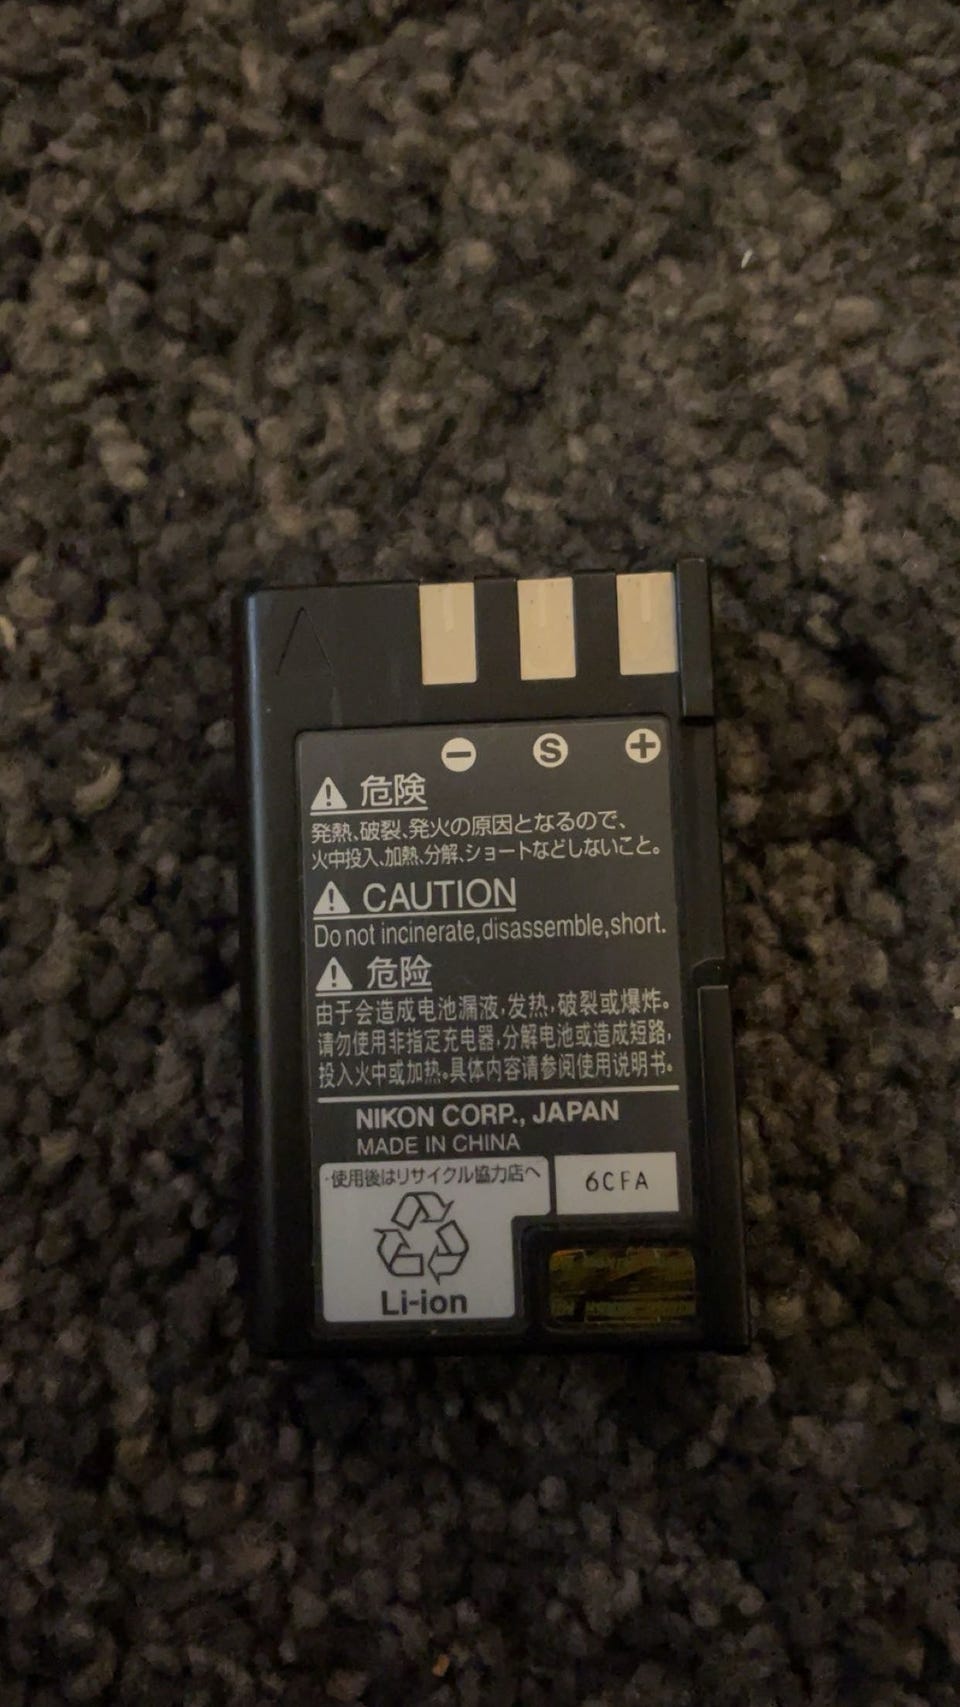 − S +
⚠ 危険
発熱、破裂、発火の原因となるので、
火中投入、加熱、分解、ショートなどしないこと。
⚠ CAUTION
Do not incinerate,disassemble,short.
⚠ 危险
由于会造成电池漏液,发热,破裂或爆炸。
请勿使用非指定充电器,分解电池或造成短路,
投入火中或加热。具体内容请参阅使用说明书。
NIKON CORP., JAPAN
MADE IN CHINA
・使用後はリサイクル協力店へ
6CFA
Li-ion